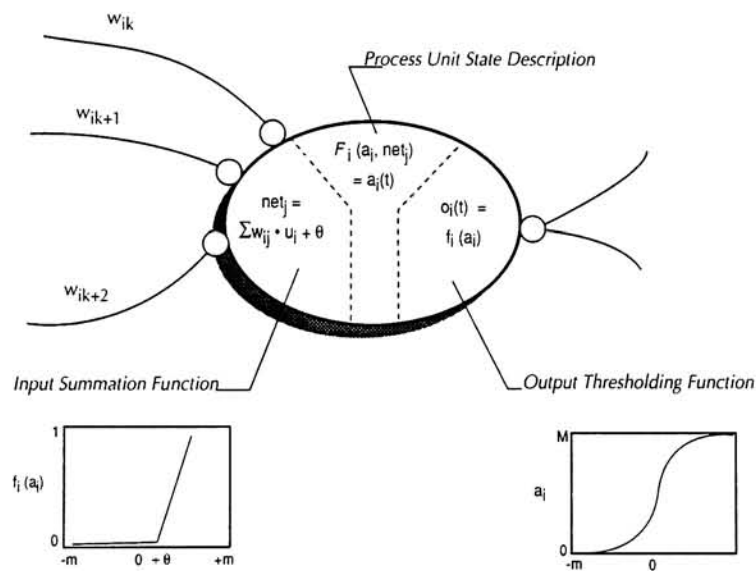 w_ik
Process Unit State Description
w_ik+1
F_i (a_i, net_j)
= a_i(t)
net_j =
Σw_ij • u_i + θ
o_i(t) =
f_i (a_i)
w_ik+2
Input Summation Function
Output Thresholding Function
1
f_i (a_i)
0
-m 0 + θ +m
M
a_i
0
-m 0